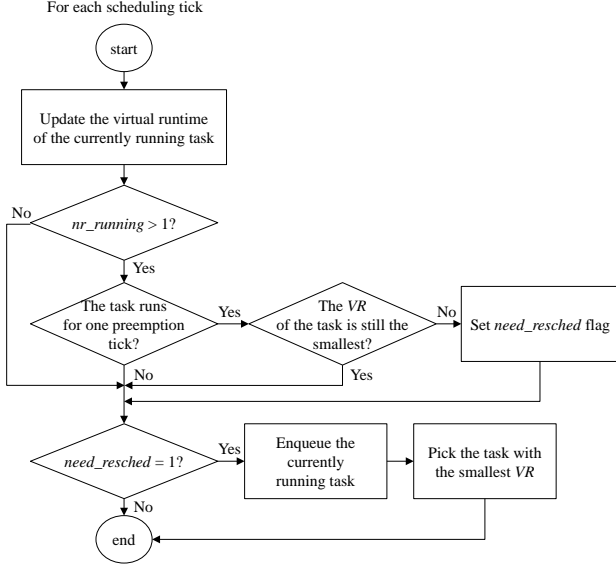 For each scheduling tick
start
Update the virtual runtime
of the currently running task
No
nr_running > 1?
Yes
The task runs
for one preemption
tick?
Yes
The VR
of the task is still the
smallest?
No
Set need_resched flag
No
Yes
need_resched = 1?
Yes
Enqueue the
currently
running task
Pick the task with
the smallest VR
No
end